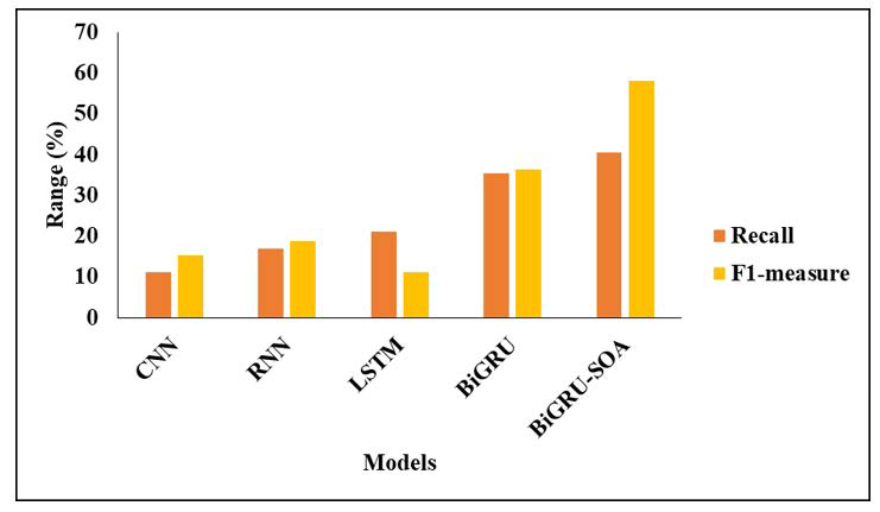 70
60
50
40
30
20
10
0
Range (%)
CNN
RNN
LSTM
BiGRU
BiGRU-SOA
Models
Recall
F1-measure